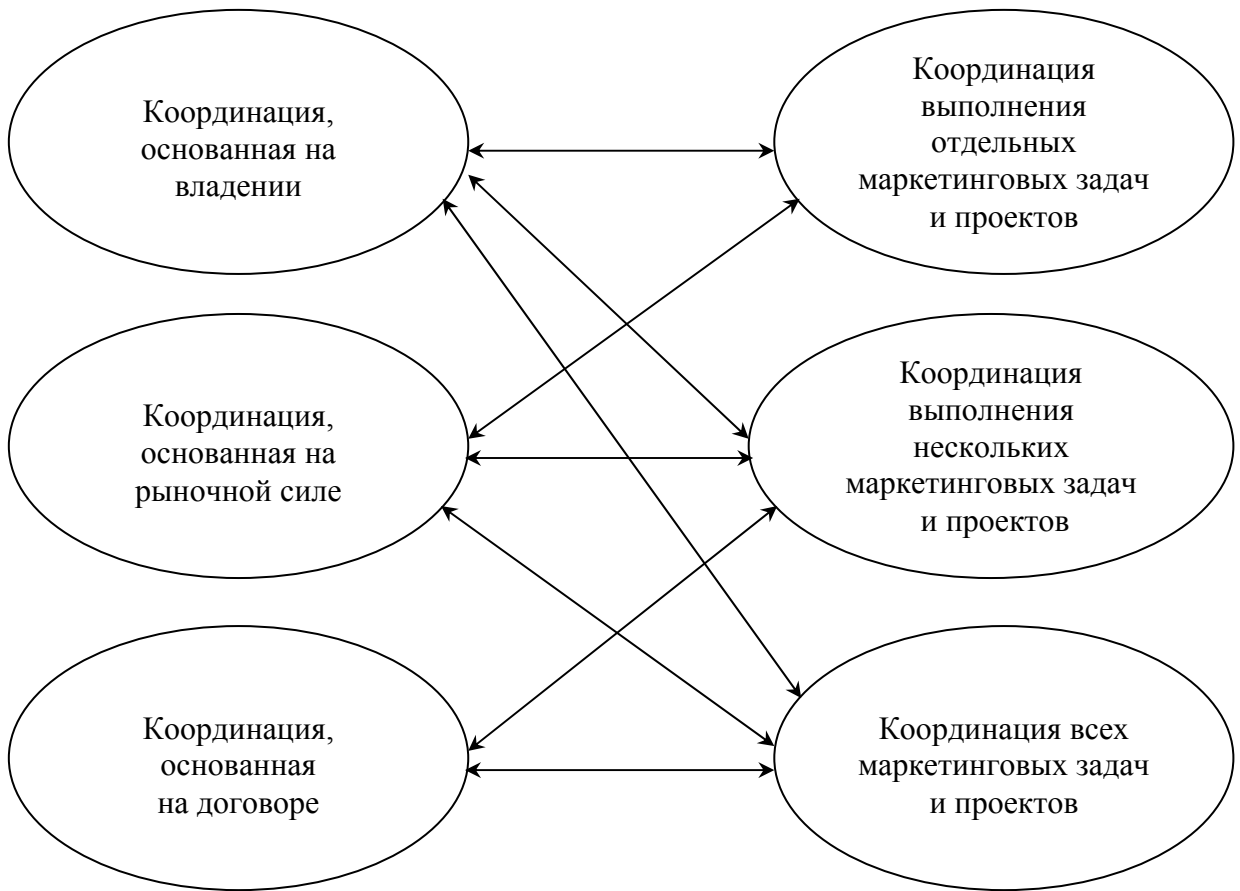 Координация,
основанная на
владении
Координация
выполнения
отдельных
маркетинговых задач
и проектов
Координация,
основанная на
рыночной силе
Координация
выполнения
нескольких
маркетинговых задач
и проектов
Координация,
основанная
на договоре
Координация всех
маркетинговых задач
и проектов